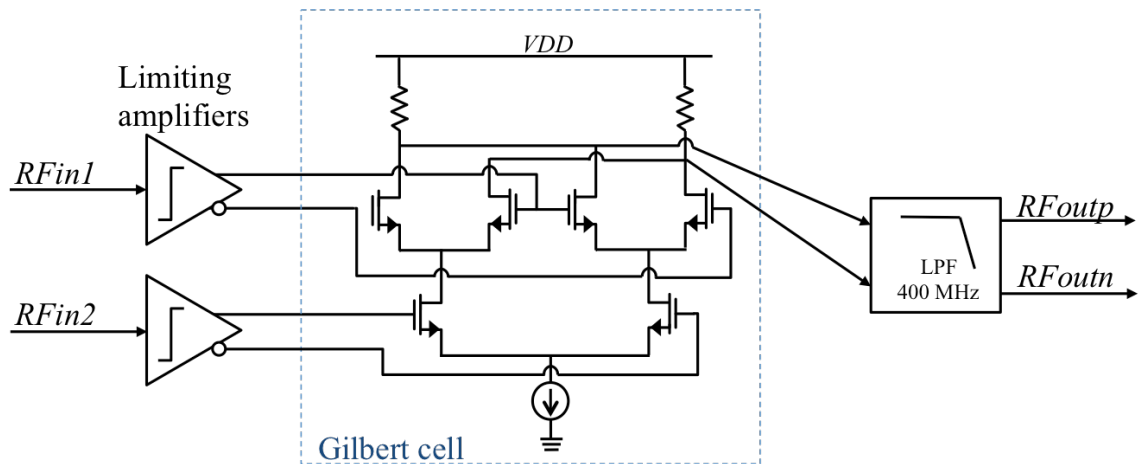 VDD
Limiting
amplifiers
RFin1
RFin2
Gilbert cell
LPF
400 MHz
RFoutp
RFoutn